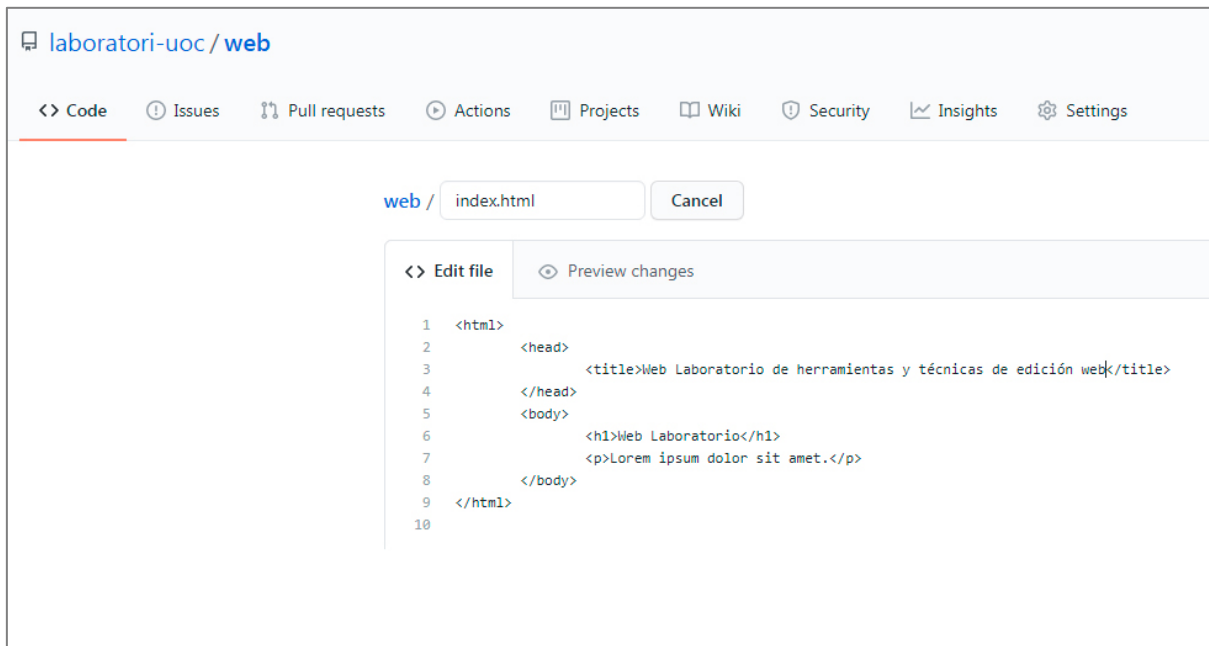 laboratori-uoc / web
<> Code Issues Pull requests Actions Projects Wiki Security Insights Settings
web / index.html Cancel
<> Edit file Preview changes
1 <html>
2 <head>
3 <title>Web Laboratorio de herramientas y técnicas de edición web</title>
4 </head>
5 <body>
6 <h1>Web Laboratorio</h1>
7 <p>Lorem ipsum dolor sit amet.</p>
8 </body>
9 </html>
10